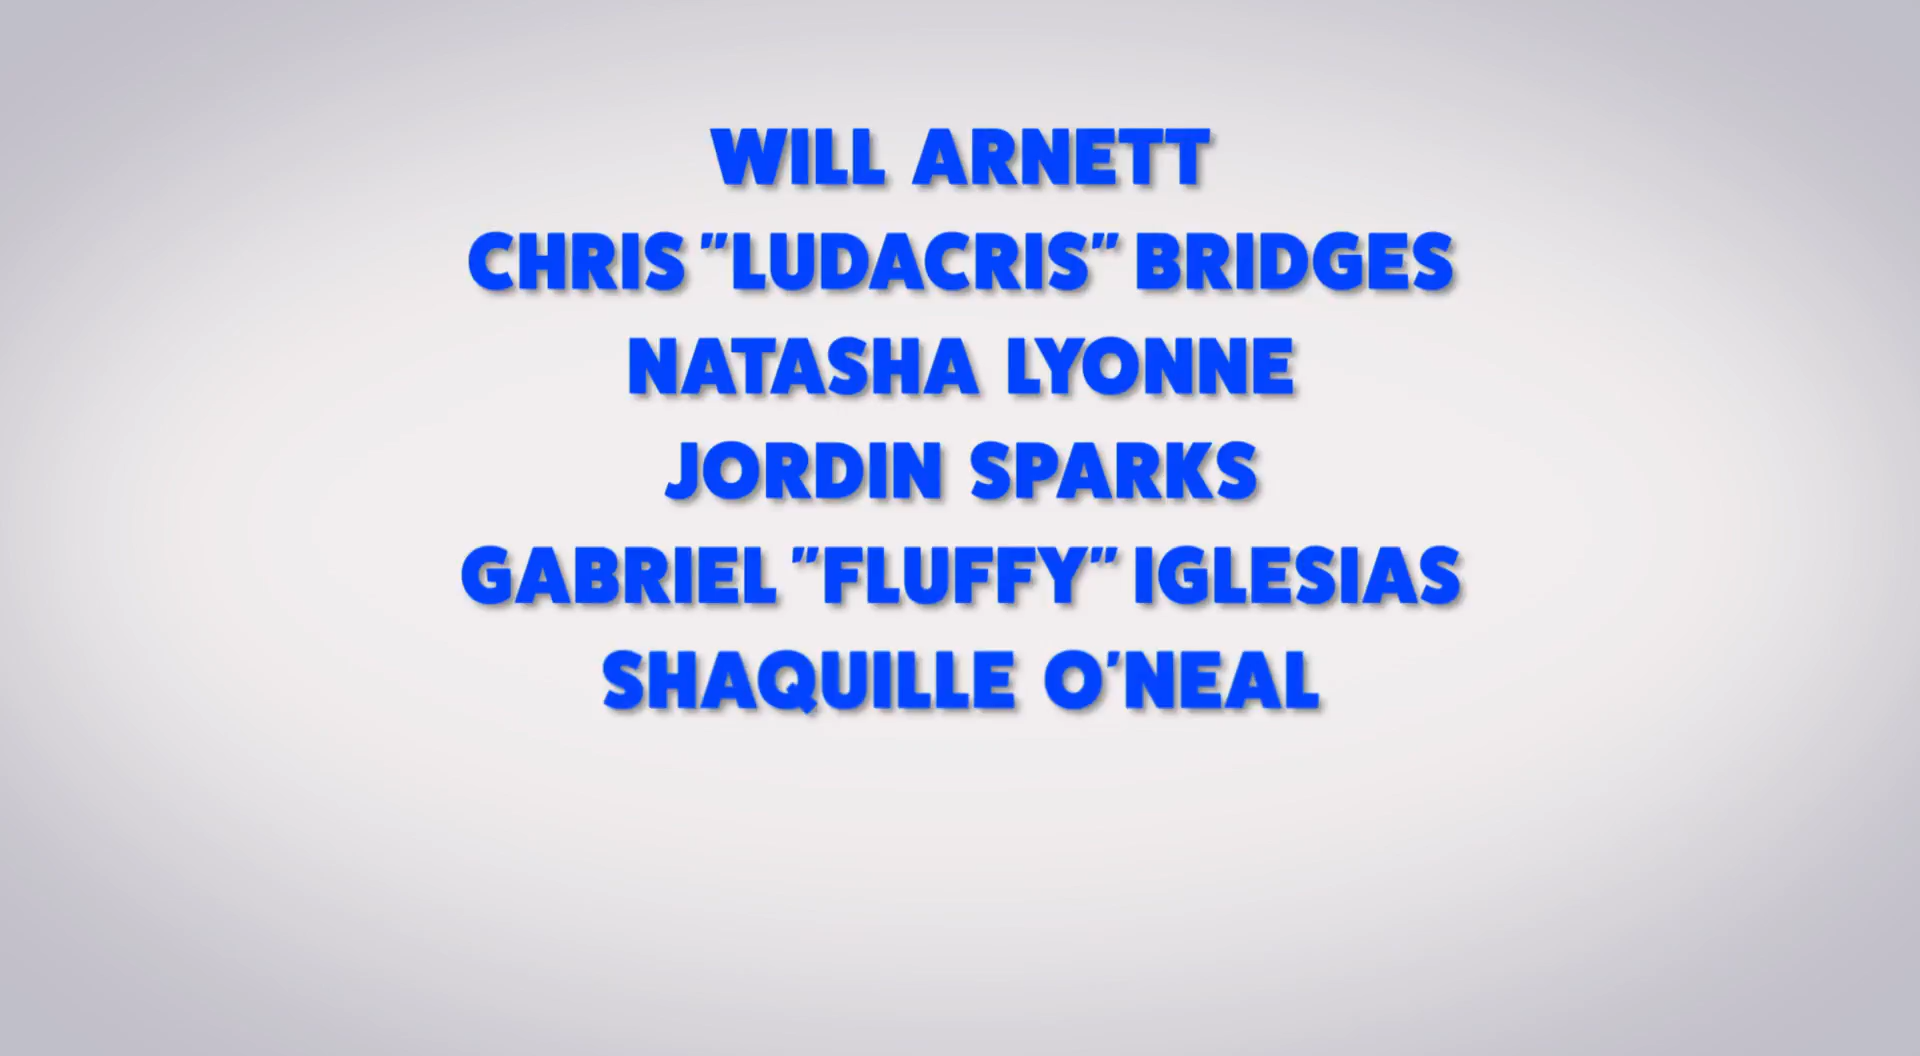 WILL ARNETT
CHRIS "LUDACRIS" BRIDGES
NATASHA LYONNE
JORDIN SPARKS
GABRIEL "FLUFFY" IGLESIAS
SHAQUILLE O'NEAL